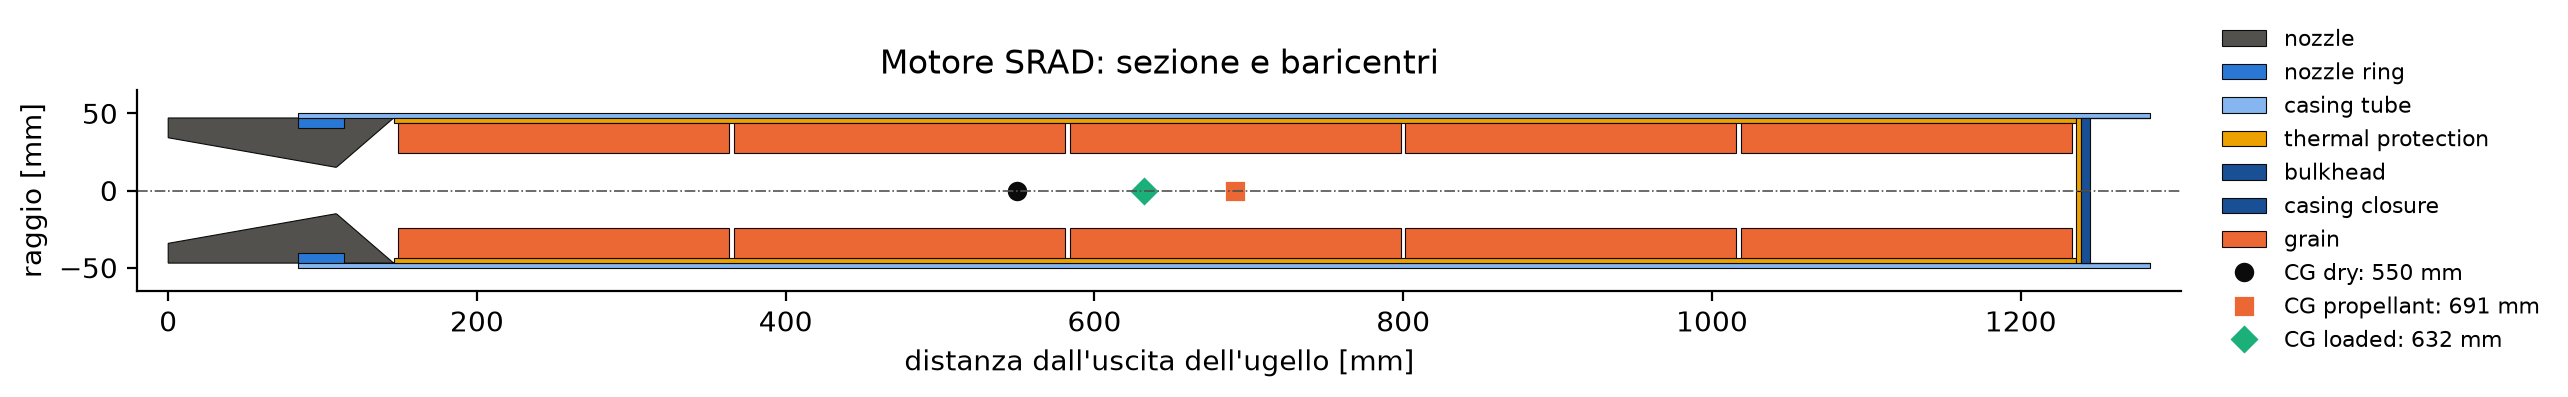 Motore SRAD: sezione e baricentri
raggio [mm]
50
0
−50
0
200
400
600
800
1000
1200
distanza dall'uscita dell'ugello [mm]
nozzle
nozzle ring
casing tube
thermal protection
bulkhead
casing closure
grain
CG dry: 550 mm
CG propellant: 691 mm
CG loaded: 632 mm